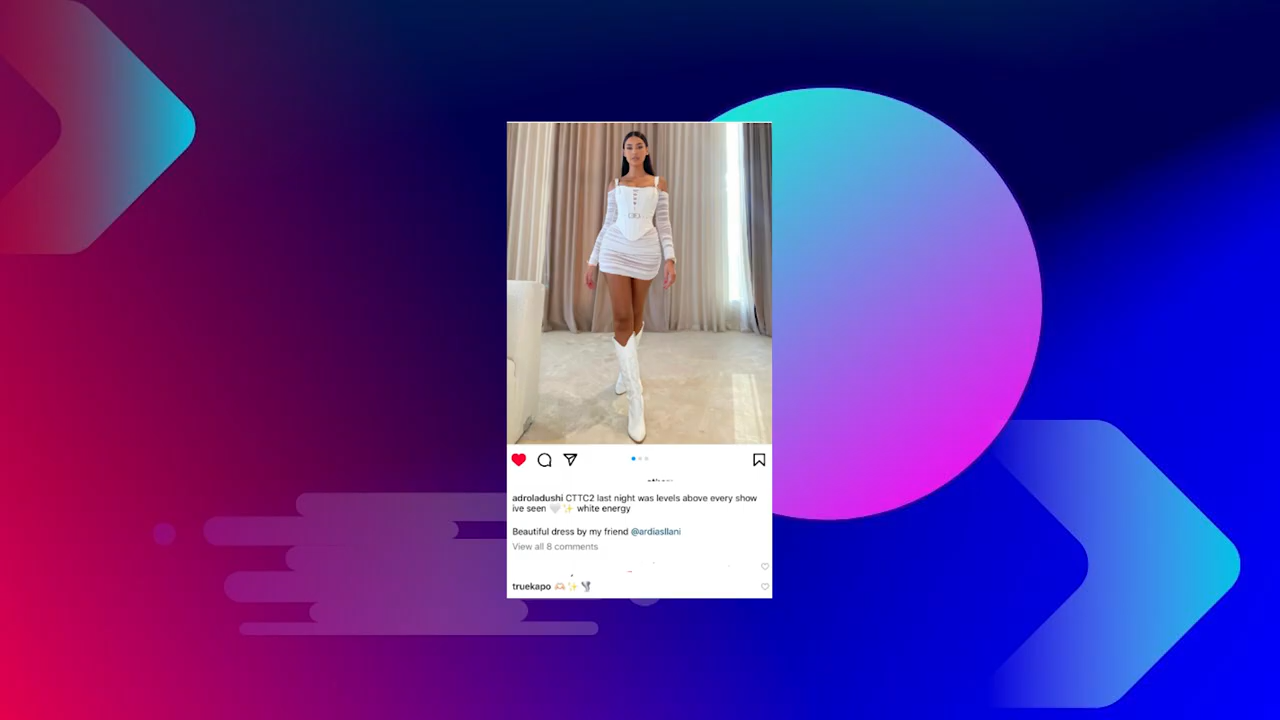 adroladushi CTTC2 last night was levels above every show
ive seen 🤍✨ white energy
Beautiful dress by my friend @ardiasllani
View all 8 comments
truekapo 🫶🏻✨🕊